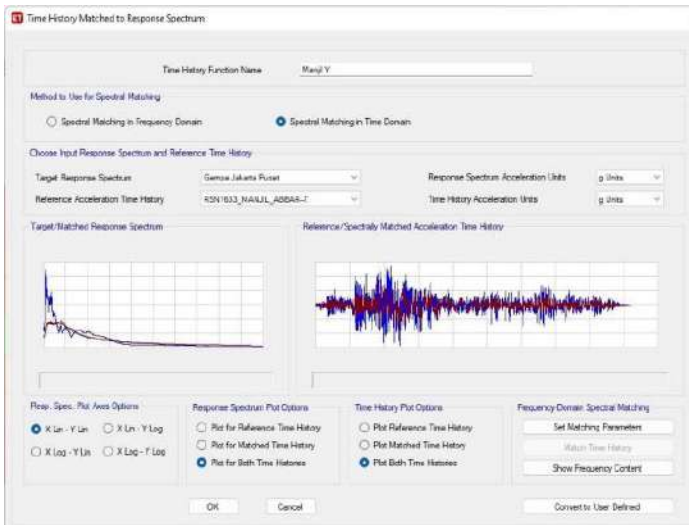 Time History Matched to Response Spectrum
Time History Function Name
Manjil Y
Method to Use for Spectral Matching
Spectral Matching in Frequency Domain
Spectral Matching in Time Domain
Choose Input Response Spectrum and Reference Time History
Target Response Spectrum
Gempa Jakarta Pusat
Response Spectrum Acceleration Units
g Units
Reference Acceleration Time History
Time History Acceleration Units
g Units
Target/Matched Response Spectrum
Reference/Spectrally Matched Acceleration Time History
Resp. Spec. Plot Axes Options
X Lin - Y Lin
X Lin - Y Log
X Log - Y Lin
X Log - Y Log
Response Spectrum Plot Options
Plot for Reference Time History
Plot for Matched Time History
Plot for Both Time Histories
Time History Plot Options
Plot Reference Time History
Plot Matched Time History
Plot Both Time Histories
Frequency Domain Spectral Matching
Set Matching Parameters
Match Time History
Show Frequency Content
OK
Cancel
Convert to User Defined